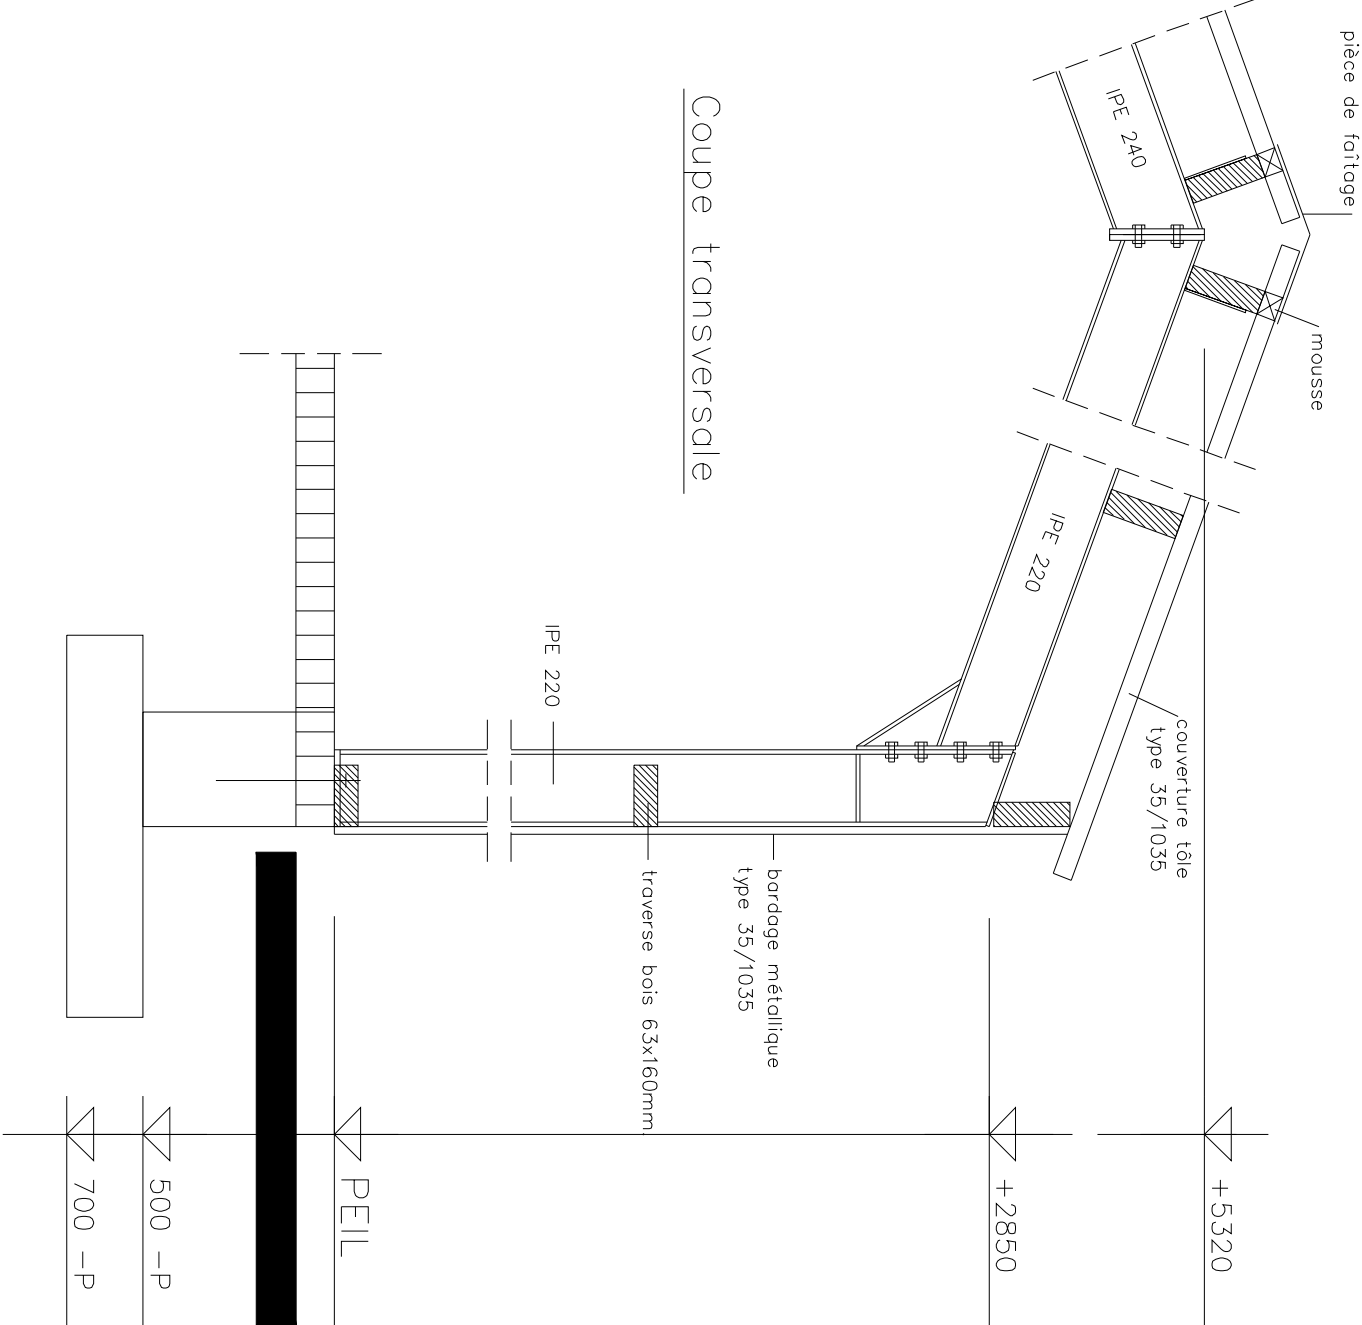 pièce de faîtage
IPE 240
mousse
+5320
couverture tôle
type 35/1035
IPE 220
+2850
bardage métallique
type 35/1035
Coupe transversale
traverse bois 63x160mm
IPE 220
PEIL
500 -P
700 -P